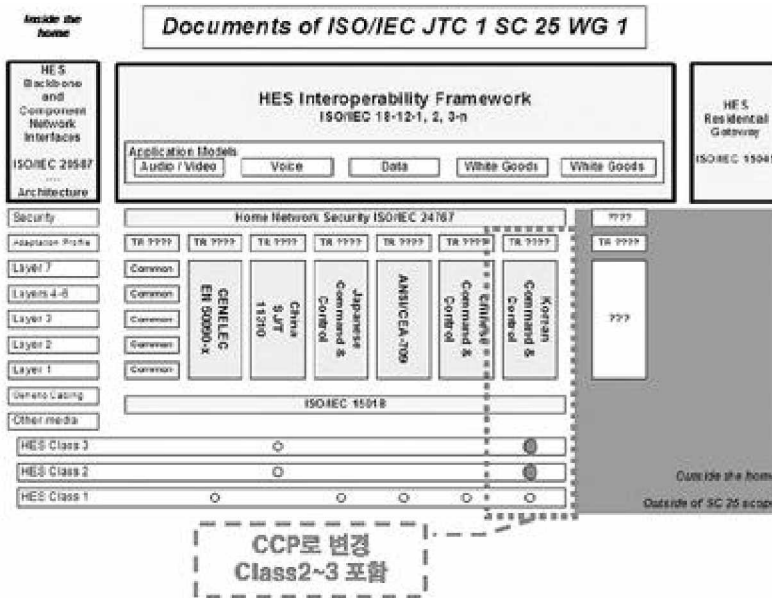 Inside the
home
Documents of ISO/IEC JTC 1 SC 25 WG 1
HES
Backbone
and
Component
Network
Interfaces
ISO/IEC 29587
....
Architecture
HES Interoperability Framework
ISO/IEC 18-12-1, 2, 3-n
Application Models
Audio / Video
Voice
Data
White Goods
White Goods
HES
Residential
Gateway
ISO/IEC 15045
Security
Home Network Security ISO/IEC 24767
????
Adaptation Profile
TR ????
TR ????
TR ????
TR ????
TR ????
TR ????
TR ????
TR ????
Layer 7
Layers 4-6
Layer 3
Layer 2
Layer 1
Generic Cabling
Other media
Common
Common
Common
Common
Common
CENELEC
EN 50090-x
China
SJT
11310
Japanese
Command &
Control
ANSI/CEA-709
Command &
Control
Korean
Command &
Control
???
ISO/IEC 15018
HES Class 3
HES Class 2
HES Class 1
Outside the home
Outside of SC 25 scope
CCP로 변경
Class2~3 포함